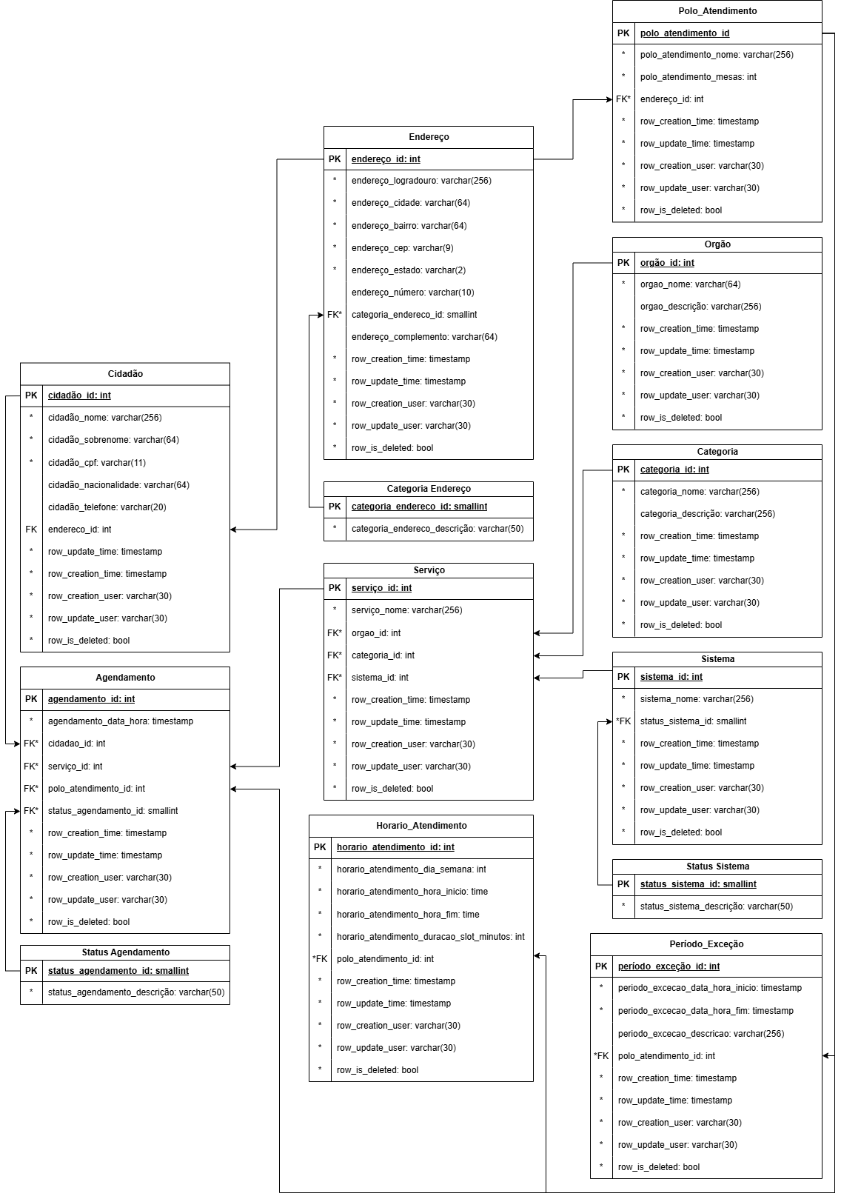 Polo_Atendimento
PK polo_atendimento_id
* polo_atendimento_nome: varchar(256)
* polo_atendimento_mesas: int
FK* endereço_id: int
* row_creation_time: timestamp
* row_update_time: timestamp
* row_creation_user: varchar(30)
* row_update_user: varchar(30)
* row_is_deleted: bool
Endereço
PK endereço_id: int
* endereço_logradouro: varchar(256)
* endereço_cidade: varchar(64)
* endereço_bairro: varchar(64)
* endereço_cep: varchar(9)
* endereço_estado: varchar(2)
endereço_número: varchar(10)
FK* categoria_endereco_id: smallint
endereço_complemento: varchar(64)
* row_creation_time: timestamp
* row_update_time: timestamp
* row_creation_user: varchar(30)
* row_update_user: varchar(30)
* row_is_deleted: bool
Orgão
PK orgão_id: int
* orgao_nome: varchar(64)
orgao_descrição: varchar(256)
* row_creation_time: timestamp
* row_update_time: timestamp
* row_creation_user: varchar(30)
* row_update_user: varchar(30)
* row_is_deleted: bool
Cidadão
PK cidadão_id: int
* cidadão_nome: varchar(256)
* cidadão_sobrenome: varchar(64)
* cidadão_cpf: varchar(11)
cidadão_nacionalidade: varchar(64)
cidadão_telefone: varchar(20)
FK endereco_id: int
* row_update_time: timestamp
* row_creation_time: timestamp
* row_creation_user: varchar(30)
* row_update_user: varchar(30)
* row_is_deleted: bool
Categoria Endereço
PK categoria_endereco_id: smallint
* categoria_endereco_descrição: varchar(50)
Categoria
PK categoria_id: int
* categoria_nome: varchar(256)
categoria_descrição: varchar(256)
* row_creation_time: timestamp
* row_update_time: timestamp
* row_creation_user: varchar(30)
* row_update_user: varchar(30)
* row_is_deleted: bool
Serviço
PK serviço_id: int
* serviço_nome: varchar(256)
FK* orgao_id: int
FK* categoria_id: int
FK* sistema_id: int
* row_creation_time: timestamp
* row_update_time: timestamp
* row_creation_user: varchar(30)
* row_update_user: varchar(30)
* row_is_deleted: bool
Sistema
PK sistema_id: int
* sistema_nome: varchar(256)
*FK status_sistema_id: smallint
* row_creation_time: timestamp
* row_update_time: timestamp
* row_creation_user: varchar(30)
* row_update_user: varchar(30)
* row_is_deleted: bool
Agendamento
PK agendamento_id: int
* agendamento_data_hora: timestamp
FK* cidadao_id: int
FK* serviço_id: int
FK* polo_atendimento_id: int
FK* status_agendamento_id: smallint
* row_creation_time: timestamp
* row_update_time: timestamp
* row_creation_user: varchar(30)
* row_update_user: varchar(30)
* row_is_deleted: bool
Horario_Atendimento
PK horario_atendimento_id: int
* horario_atendimento_dia_semana: int
* horario_atendimento_hora_inicio: time
* horario_atendimento_hora_fim: time
* horario_atendimento_duracao_slot_minutos: int
*FK polo_atendimento_id: int
* row_creation_time: timestamp
* row_update_time: timestamp
* row_creation_user: varchar(30)
* row_update_user: varchar(30)
* row_is_deleted: bool
Status Sistema
PK status_sistema_id: smallint
* status_sistema_descrição: varchar(50)
Status Agendamento
PK status_agendamento_id: smallint
* status_agendamento_descrição: varchar(50)
Período_Exceção
PK período_exceção_id: int
* periodo_excecao_data_hora_inicio: timestamp
* periodo_excecao_data_hora_fim: timestamp
periodo_excecao_descricao: varchar(256)
*FK polo_atendimento_id: int
* row_creation_time: timestamp
* row_update_time: timestamp
* row_creation_user: varchar(30)
* row_update_user: varchar(30)
* row_is_deleted: bool